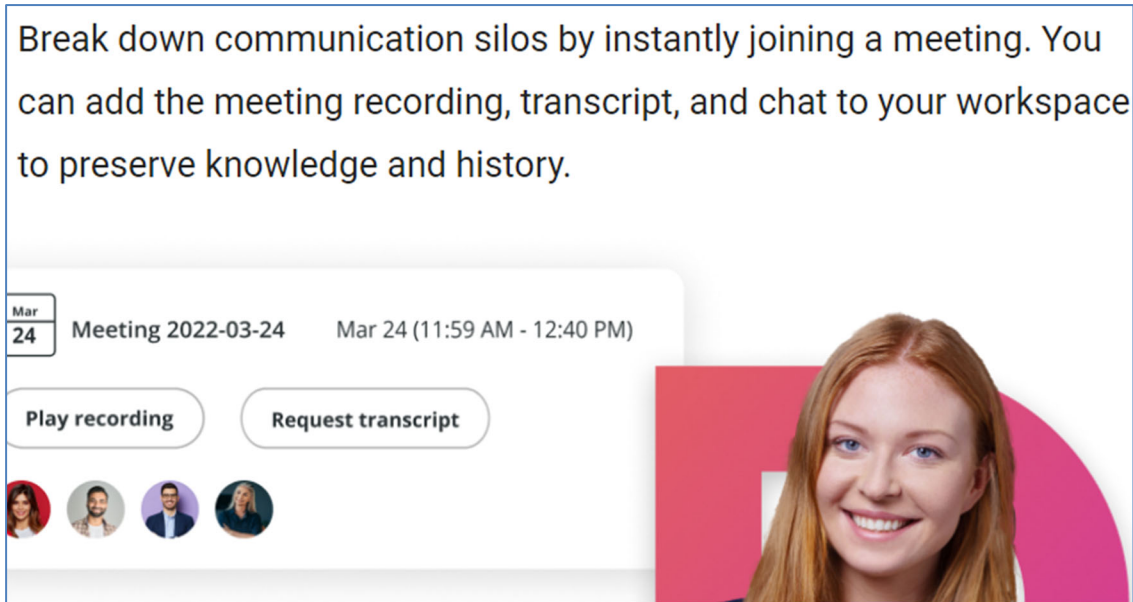 Break down communication silos by instantly joining a meeting. You
can add the meeting recording, transcript, and chat to your workspace
to preserve knowledge and history.
Mar
24
Meeting 2022-03-24
Mar 24 (11:59 AM - 12:40 PM)
Play recording
Request transcript